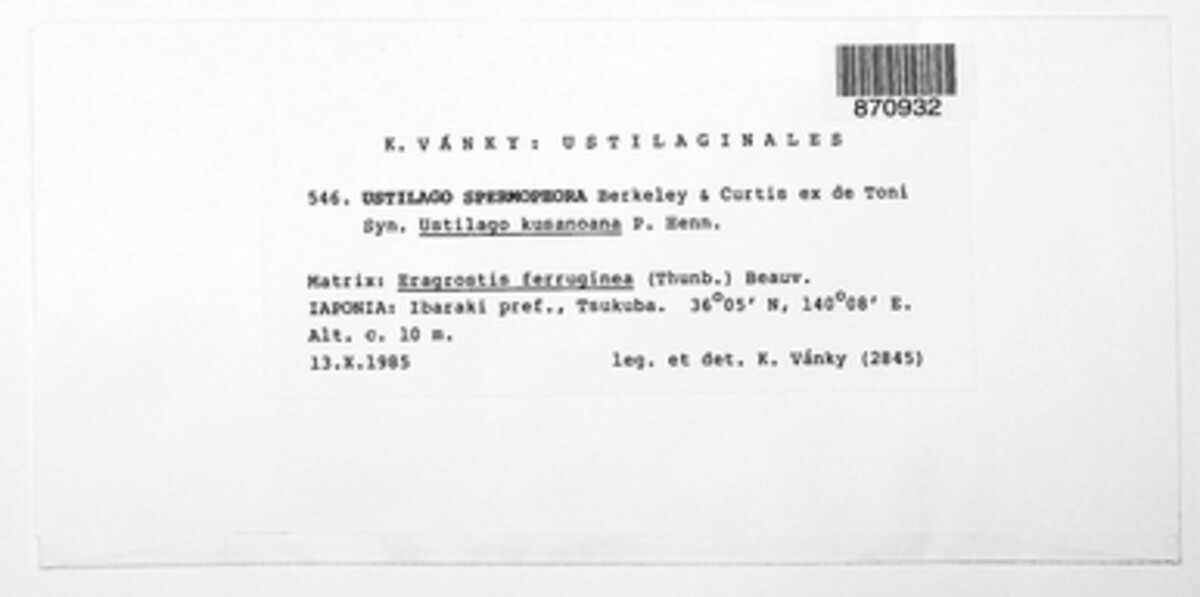 870932
K. VÁNKY: USTILAGINALES
546. USTILAGO SPERMOPHORA Berkeley & Curtis ex de Toni
Syn. Ustilago kusanoana P. Henn.
Matrix: Eragrostis ferruginea (Thunb.) Beauv.
IAPONIA: Ibaraki pref., Tsukuba. 36°05' N, 140°08' E.
Alt. c. 10 m.
13.X.1985 leg. et det. K. Vánky (2845)